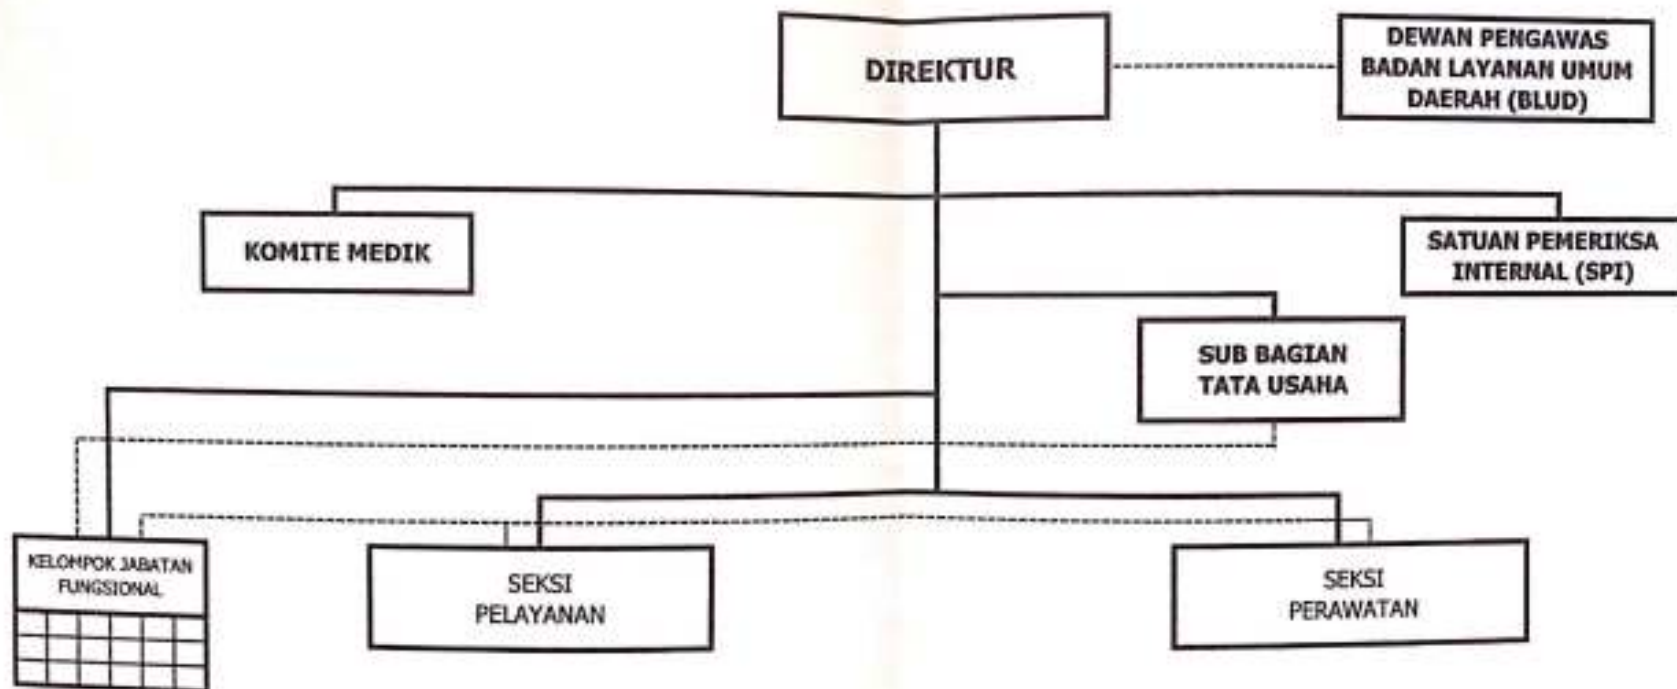 DIREKTUR
DEWAN PENGAWAS
BADAN LAYANAN UMUM
DAERAH (BLUD)
KOMITE MEDIK
SATUAN PEMERIKSA
INTERNAL (SPI)
SUB BAGIAN
TATA USAHA
KELOMPOK JABATAN
FUNGSIONAL
SEKSI
PELAYANAN
SEKSI
PERAWATAN